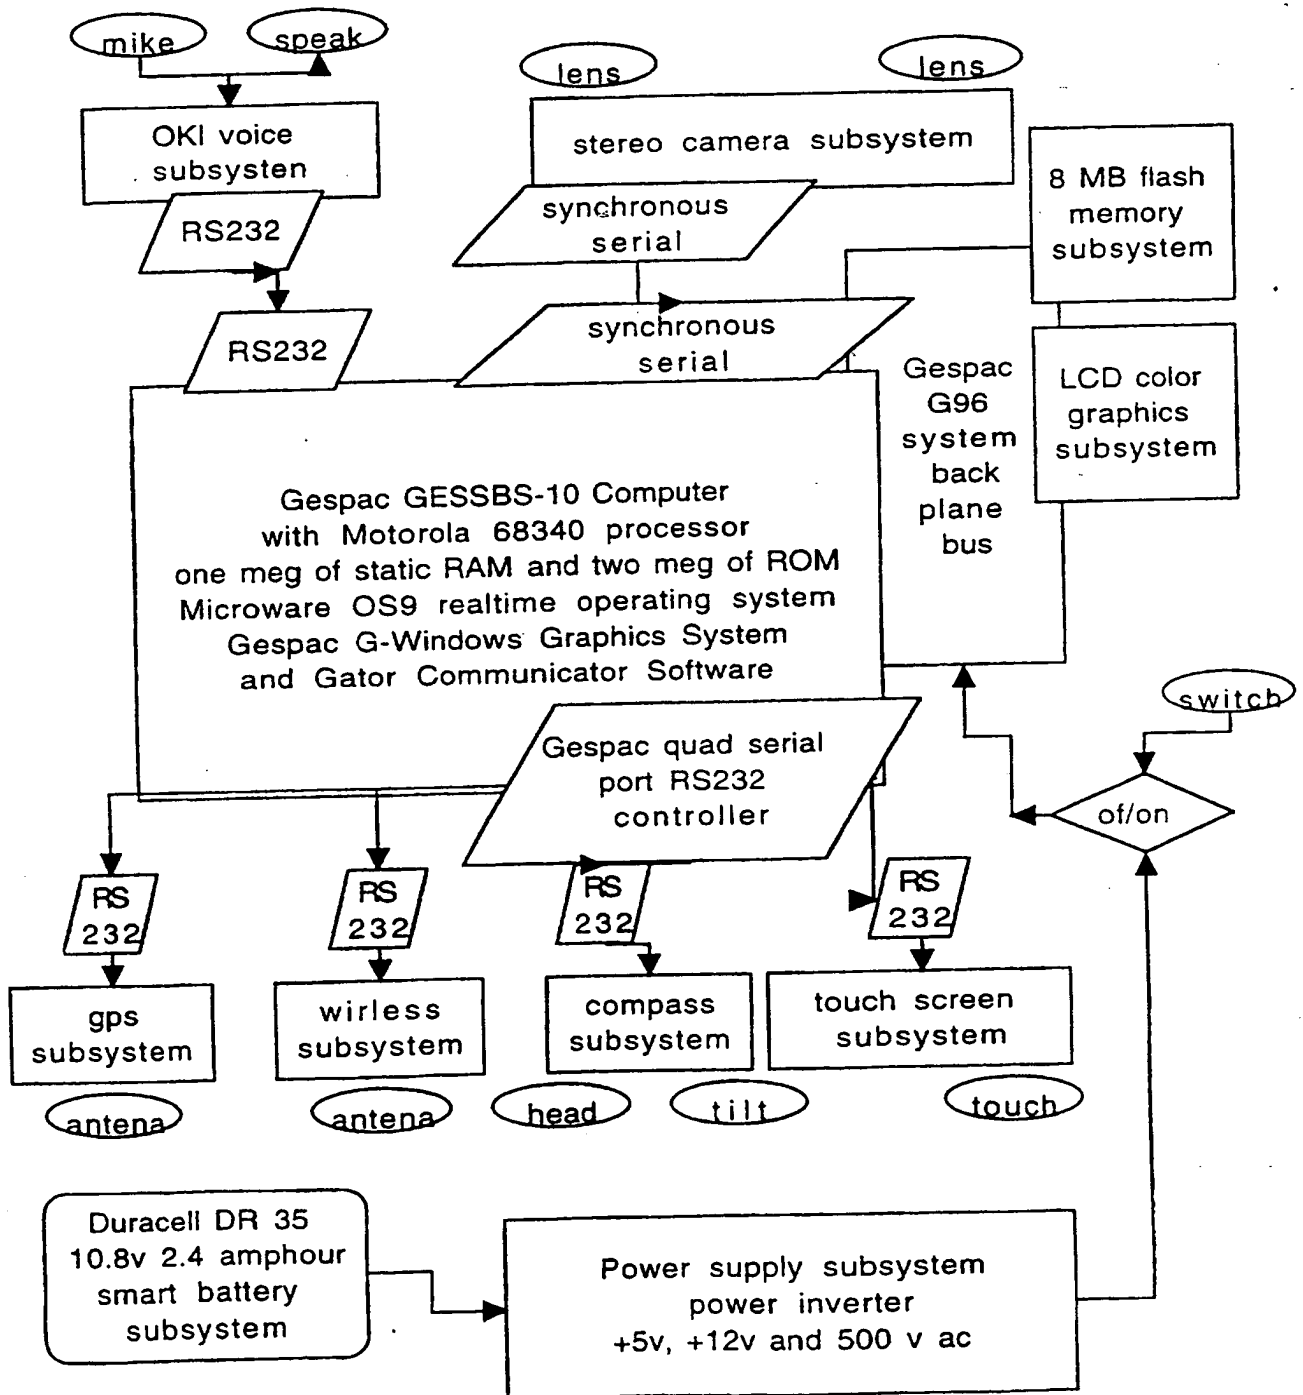 mike
speak
lens
lens
OKI voice
subsysten
stereo camera subsystem
8 MB flash
memory
subsystem
RS232
synchronous
serial
RS232
synchronous
serial
Gespac
G96
system
back
plane
bus
LCD color
graphics
subsystem
Gespac GESSBS-10 Computer
with Motorola 68340 processor
one meg of static RAM and two meg of ROM
Microware OS9 realtime operating system
Gespac G-Windows Graphics System
and Gator Communicator Software
switch
Gespac quad serial
port RS232
controller
of/on
RS
232
RS
232
RS
232
RS
232
gps
subsystem
wirless
subsystem
compass
subsystem
touch screen
subsystem
antena
antena
head
tilt
touch
Duracell DR 35
10.8v 2.4 amphour
smart battery
subsystem
Power supply subsystem
power inverter
+5v, +12v and 500 v ac